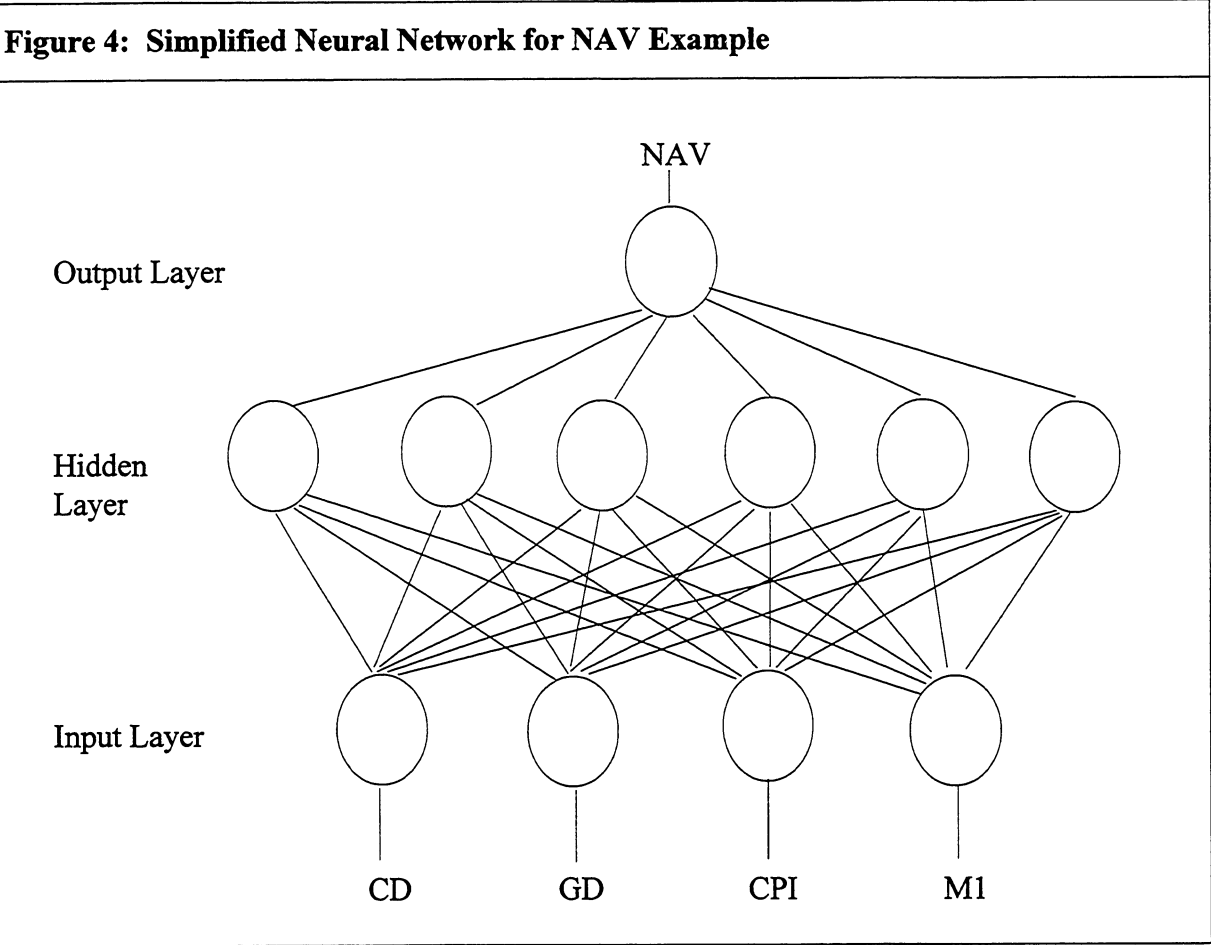 Figure 4: Simplified Neural Network for NAV Example
NAV
Output Layer
Hidden
Layer
Input Layer
CD
GD
CPI
M1